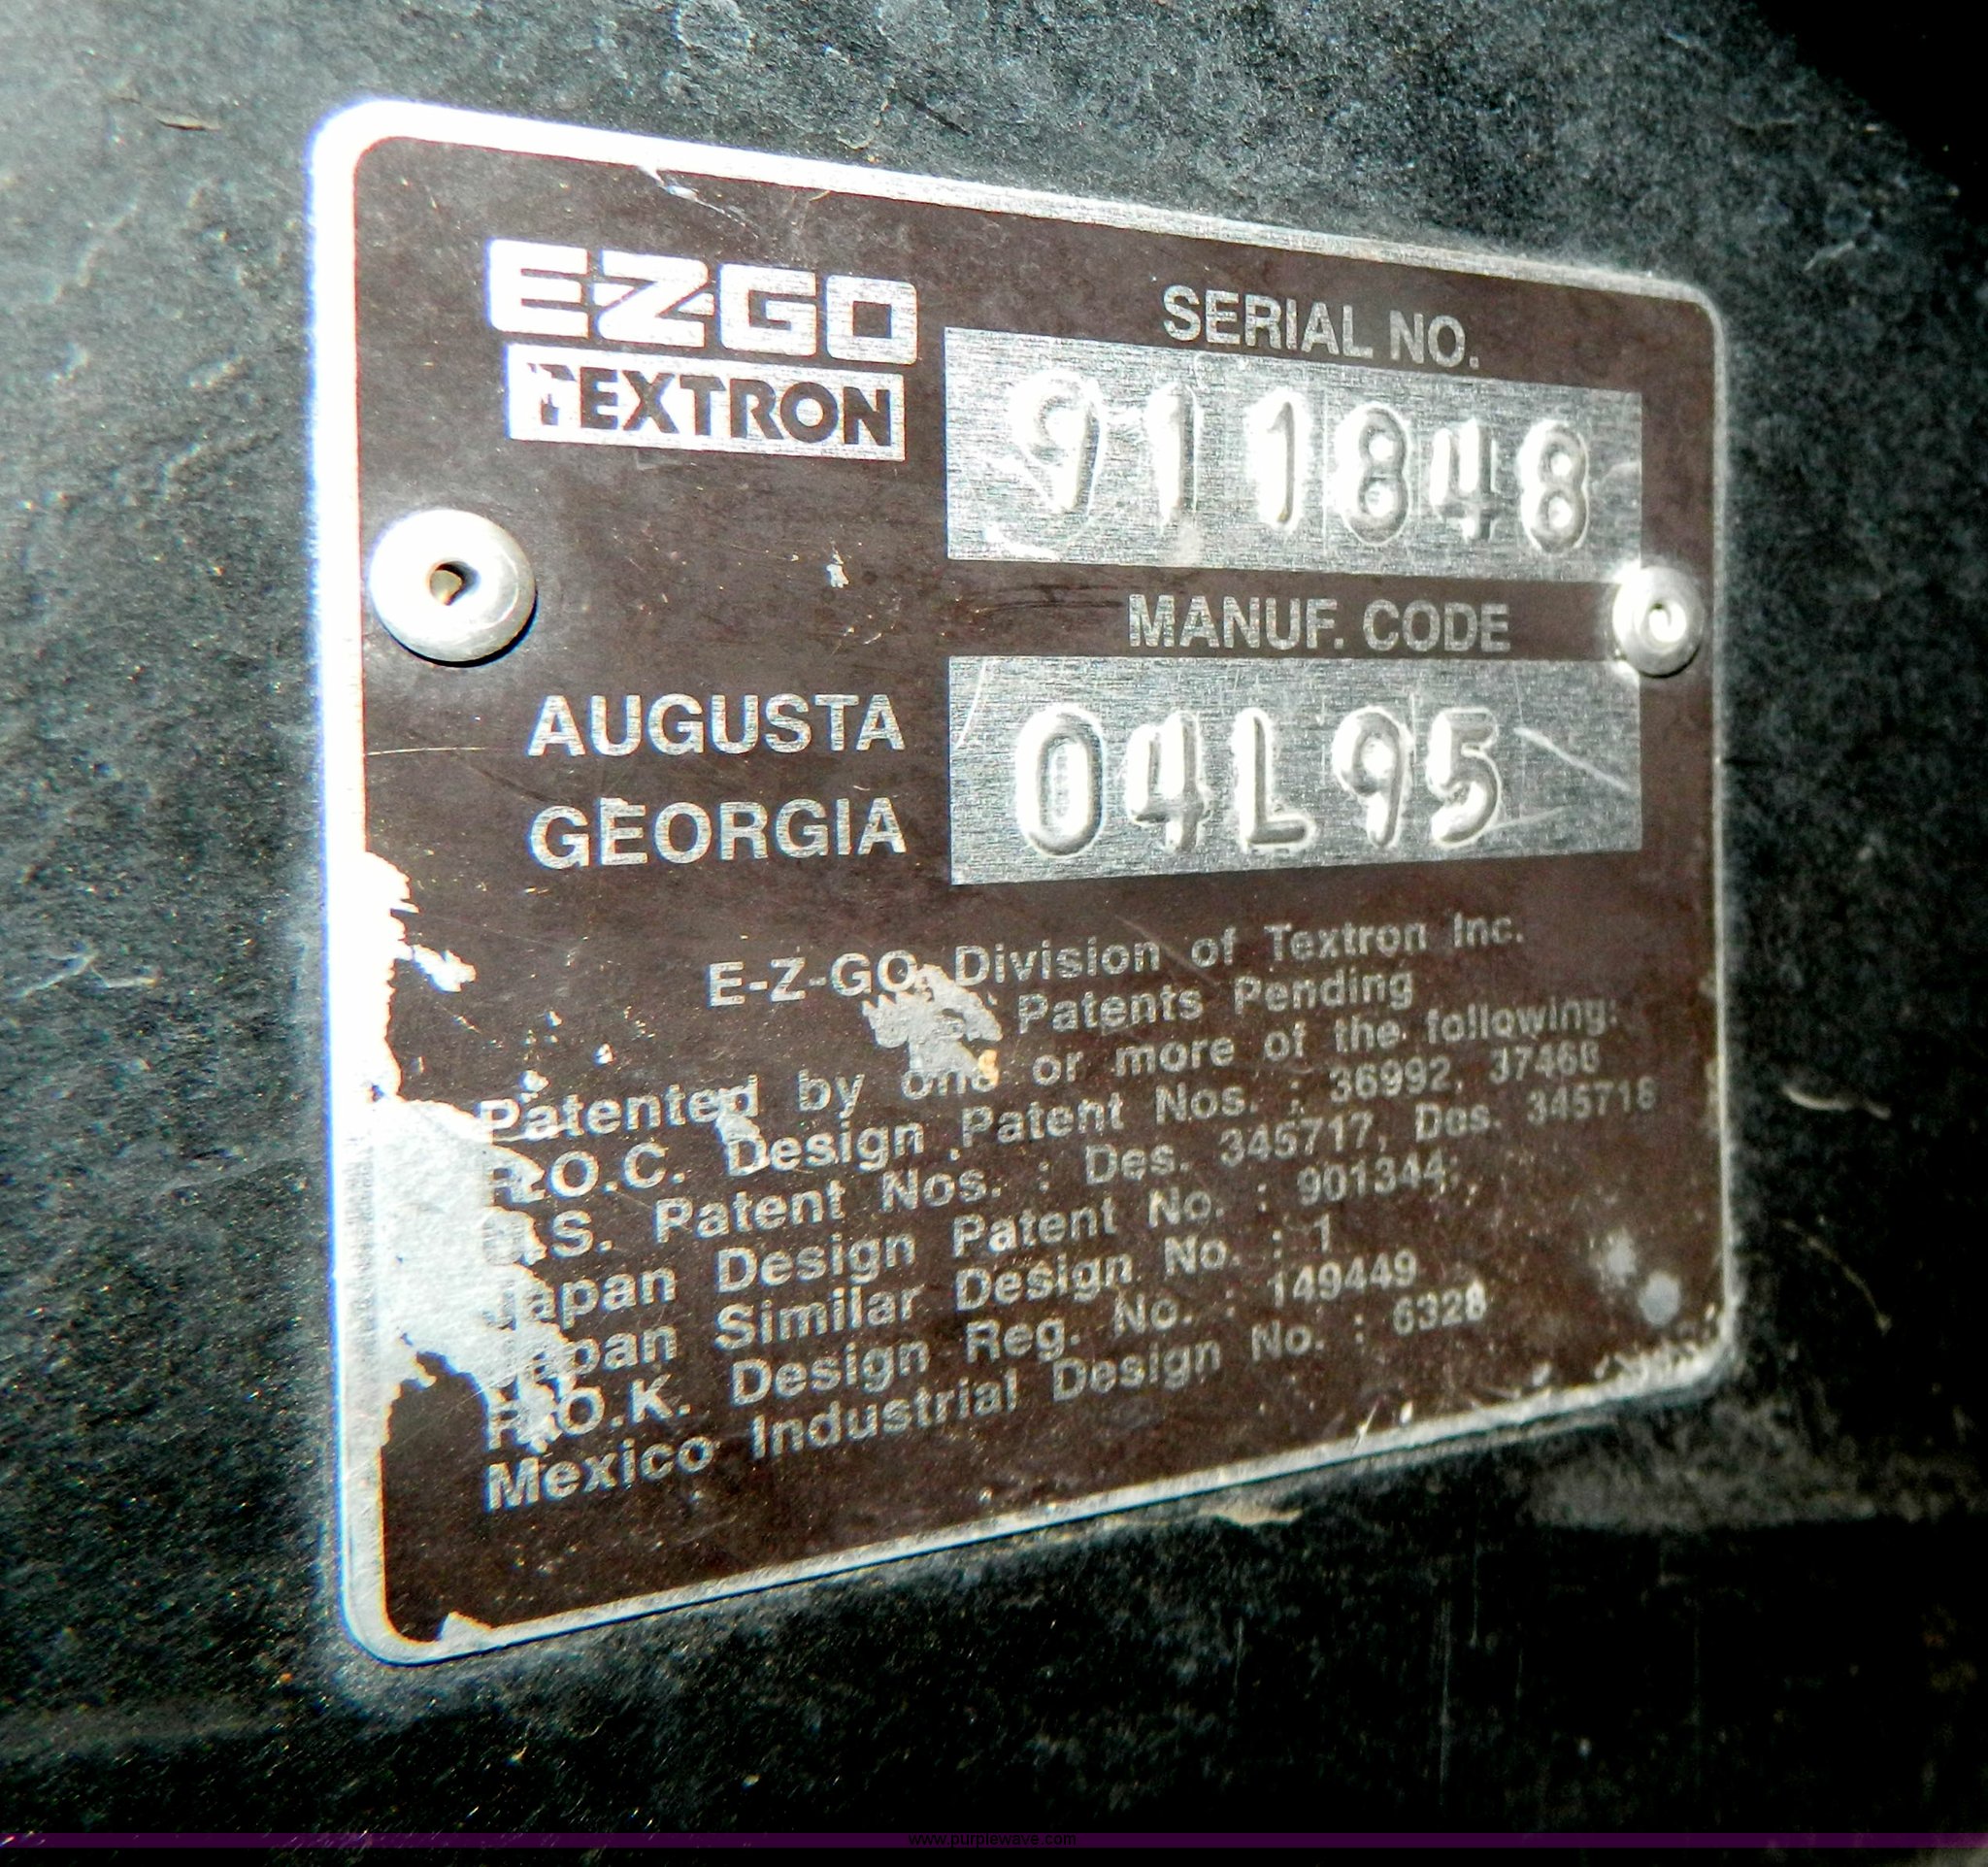 EZGO
TEXTRON
SERIAL NO.
911848
MANUF. CODE
04L95
AUGUSTA
GEORGIA
E-Z-GO, Division of Textron Inc.
Patents Pending
Patented by one or more of the following:
R.O.C. Design Patent Nos. : 36992, 37468
U.S. Patent Nos. : Des. 345717, Des. 345718
Japan Design Patent No. : 901344;
Japan Similar Design No. : 1
R.O.K. Design Reg. No. : 149449
Mexico Industrial Design No. : 6328
www.purplewave.com